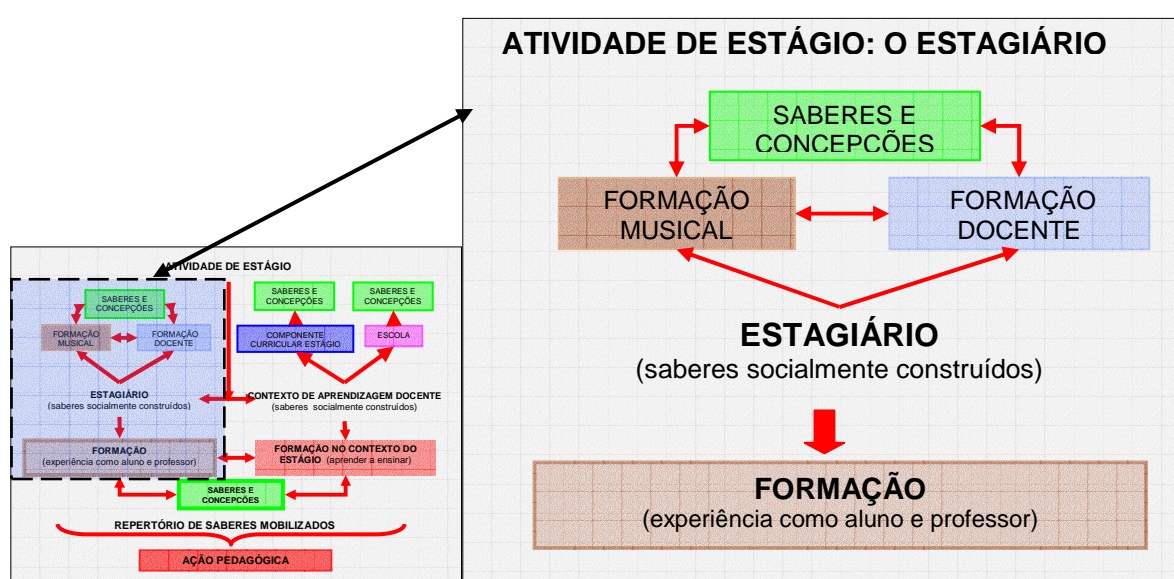 ATIVIDADE DE ESTÁGIO: O ESTAGIÁRIO
SABERES E
CONCEPCÕES
FORMAÇÃO
MUSICAL
FORMAÇÃO
DOCENTE
ESTAGIÁRIO
(saberes socialmente construídos)
FORMAÇÃO
(experiência como aluno e professor)
ATIVIDADE DE ESTÁGIO
SABERES E
CONCEPÇÕES
FORMAÇÃO
MUSICAL
FORMAÇÃO
DOCENTE
ESTAGIÁRIO
(saberes socialmente construídos)
FORMAÇÃO
(experiência como aluno e professor)
SABERES E
CONCEPÇÕES
SABERES E
CONCEPÇÕES
COMPONENTE
CURRICULAR ESTÁGIO
ESCOLA
CONTEXTO DE APRENDIZAGEM DOCENTE
(saberes socialmente construídos)
FORMAÇÃO NO CONTEXTO DO
ESTÁGIO (aprender a ensinar)
SABERES E
CONCEPÇÕES
REPERTÓRIO DE SABERES MOBILIZADOS
AÇÃO PEDAGÓGICA